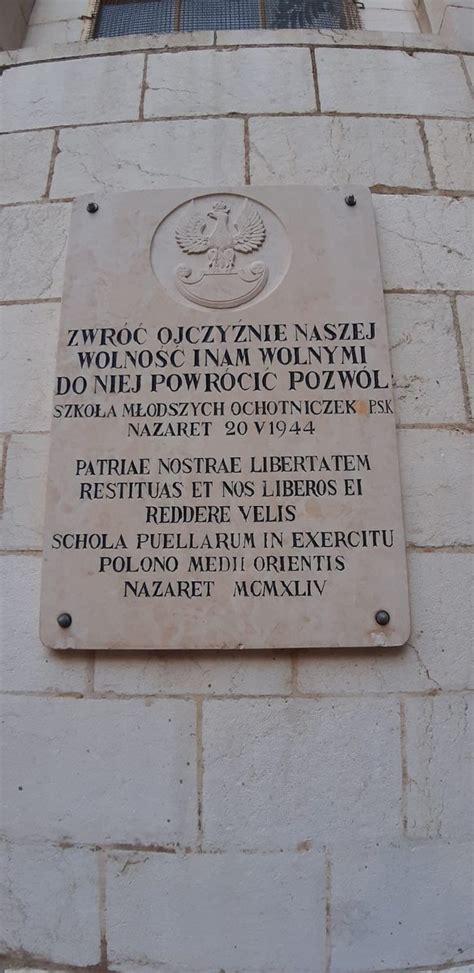 ZWRÓĆ OJCZYŹNIE NASZEJ
WOLNOŚĆ I NAM WOLNYMI
DO NIEJ POWRÓCIĆ POZWÓL
SZKOŁA MŁODSZYCH OCHOTNICZEK P.S.K
NAZARET 20 V 1944
PATRIAE NOSTRAE LIBERTATEM
RESTITUAS ET NOS LIBEROS EI
REDDERE VELIS
SCHOLA PUELLARUM IN EXERCITU
POLONO MEDII ORIENTIS
NAZARET MCMXLIV